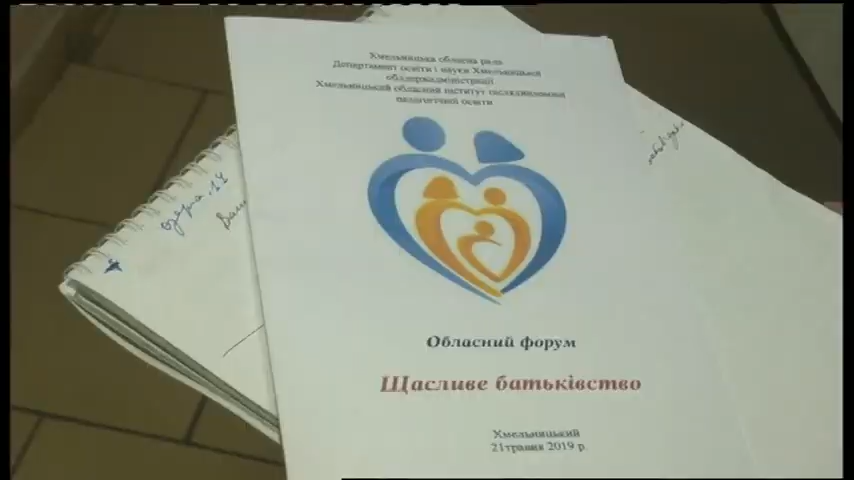 Хмельницька обласна рада
Департамент освіти і науки Хмельницької
облдержадміністрації
Хмельницький обласний інститут післядипломної
педагогічної освіти
Обласний форум
Щасливе батьківство
Хмельницький
21травня 2019 р.